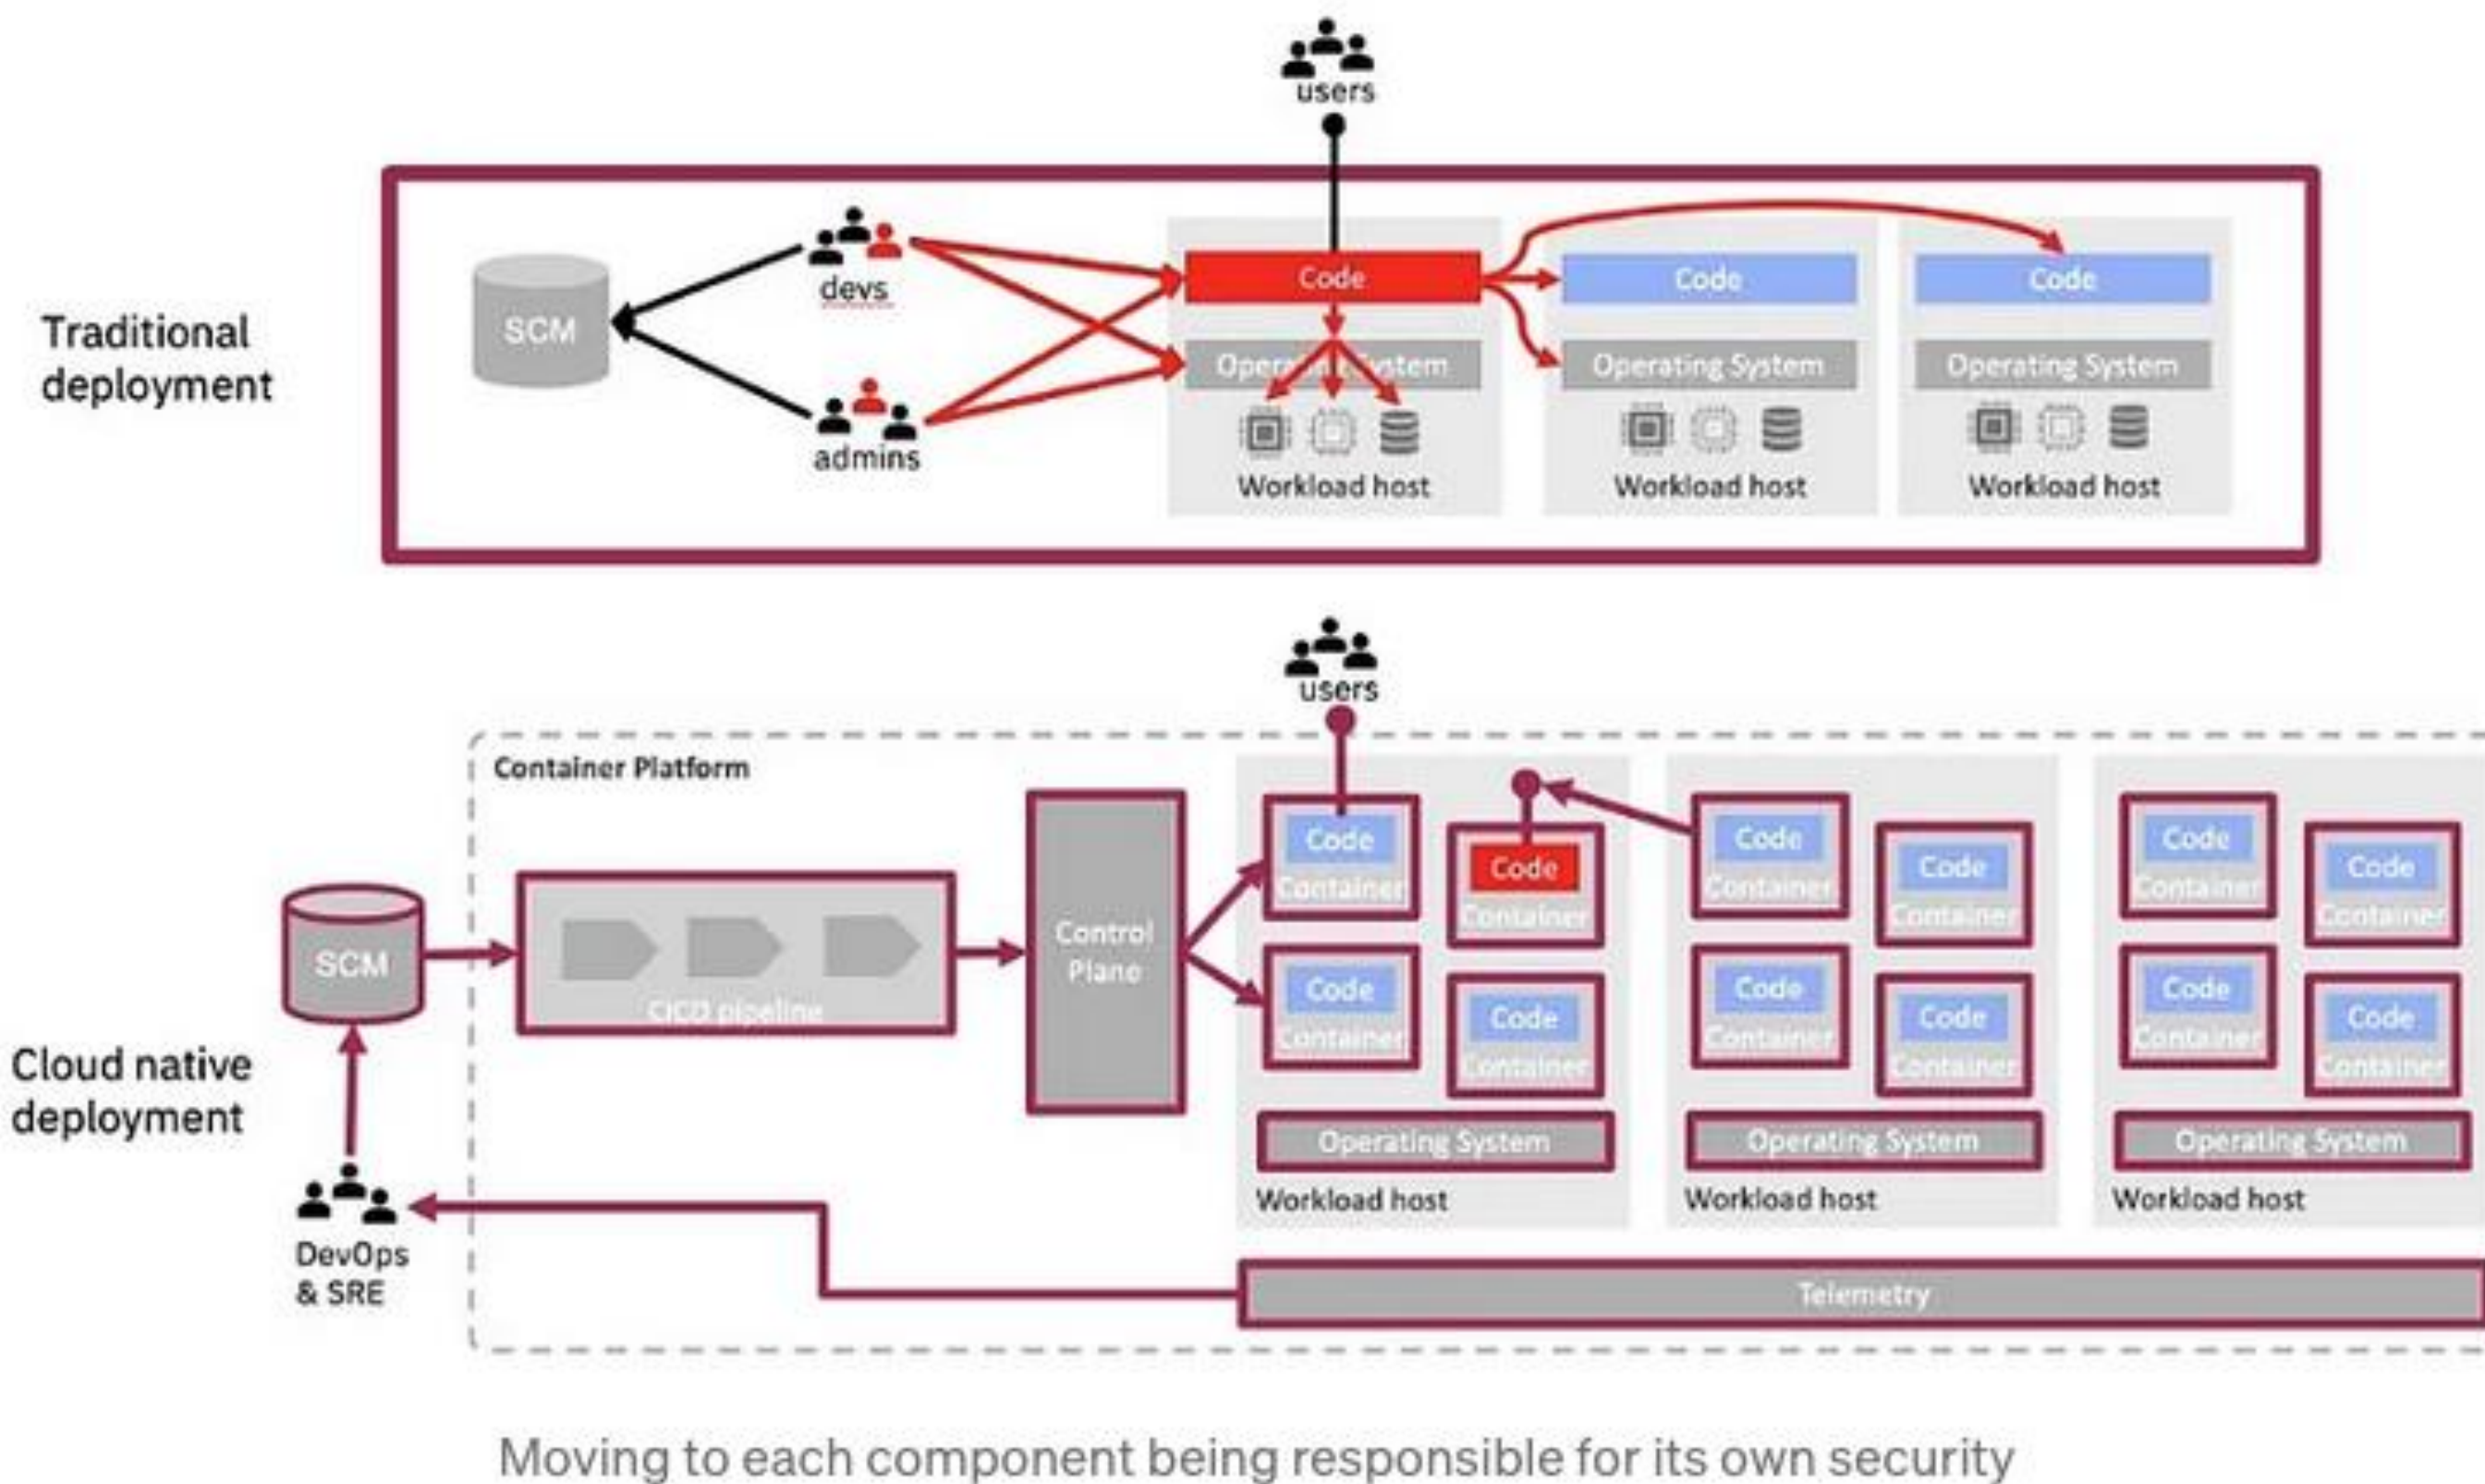 users
Traditional
deployment
SCM
devs
admins
Code
Code
Code
Operating System
Operating System
Operating System
Workload host
Workload host
Workload host
users
Container Platform
Cloud native
deployment
SCM
CICD pipeline
Control
Plane
Code
Container
Code
Container
Code
Container
Code
Container
Operating System
Workload host
Code
Container
Code
Container
Code
Container
Code
Container
Operating System
Workload host
Code
Container
Code
Container
Code
Container
Code
Container
Operating System
Workload host
DevOps
& SRE
Telemetry
Moving to each component being responsible for its own security